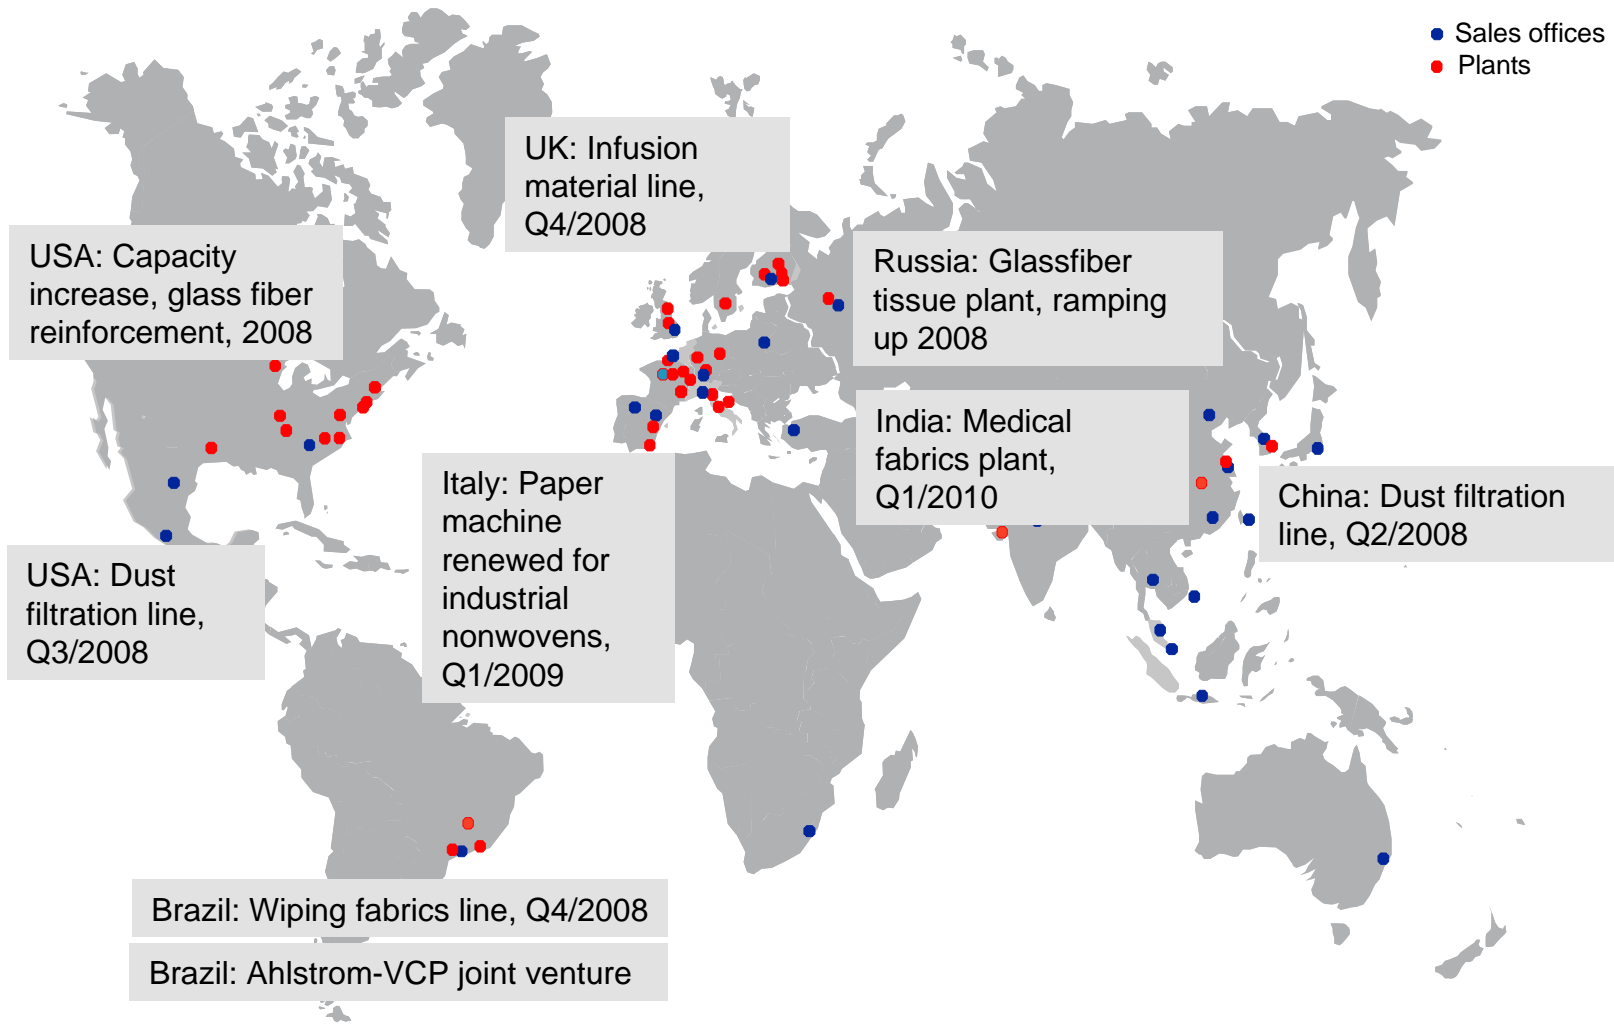 Sales offices
Plants
UK: Infusion
material line,
Q4/2008
USA: Capacity
increase, glass fiber
reinforcement, 2008
Russia: Glassfiber
tissue plant, ramping
up 2008
India: Medical
fabrics plant,
Q1/2010
Italy: Paper
machine
renewed for
industrial
nonwovens,
Q1/2009
China: Dust filtration
line, Q2/2008
USA: Dust
filtration line,
Q3/2008
Brazil: Wiping fabrics line, Q4/2008
Brazil: Ahlstrom-VCP joint venture